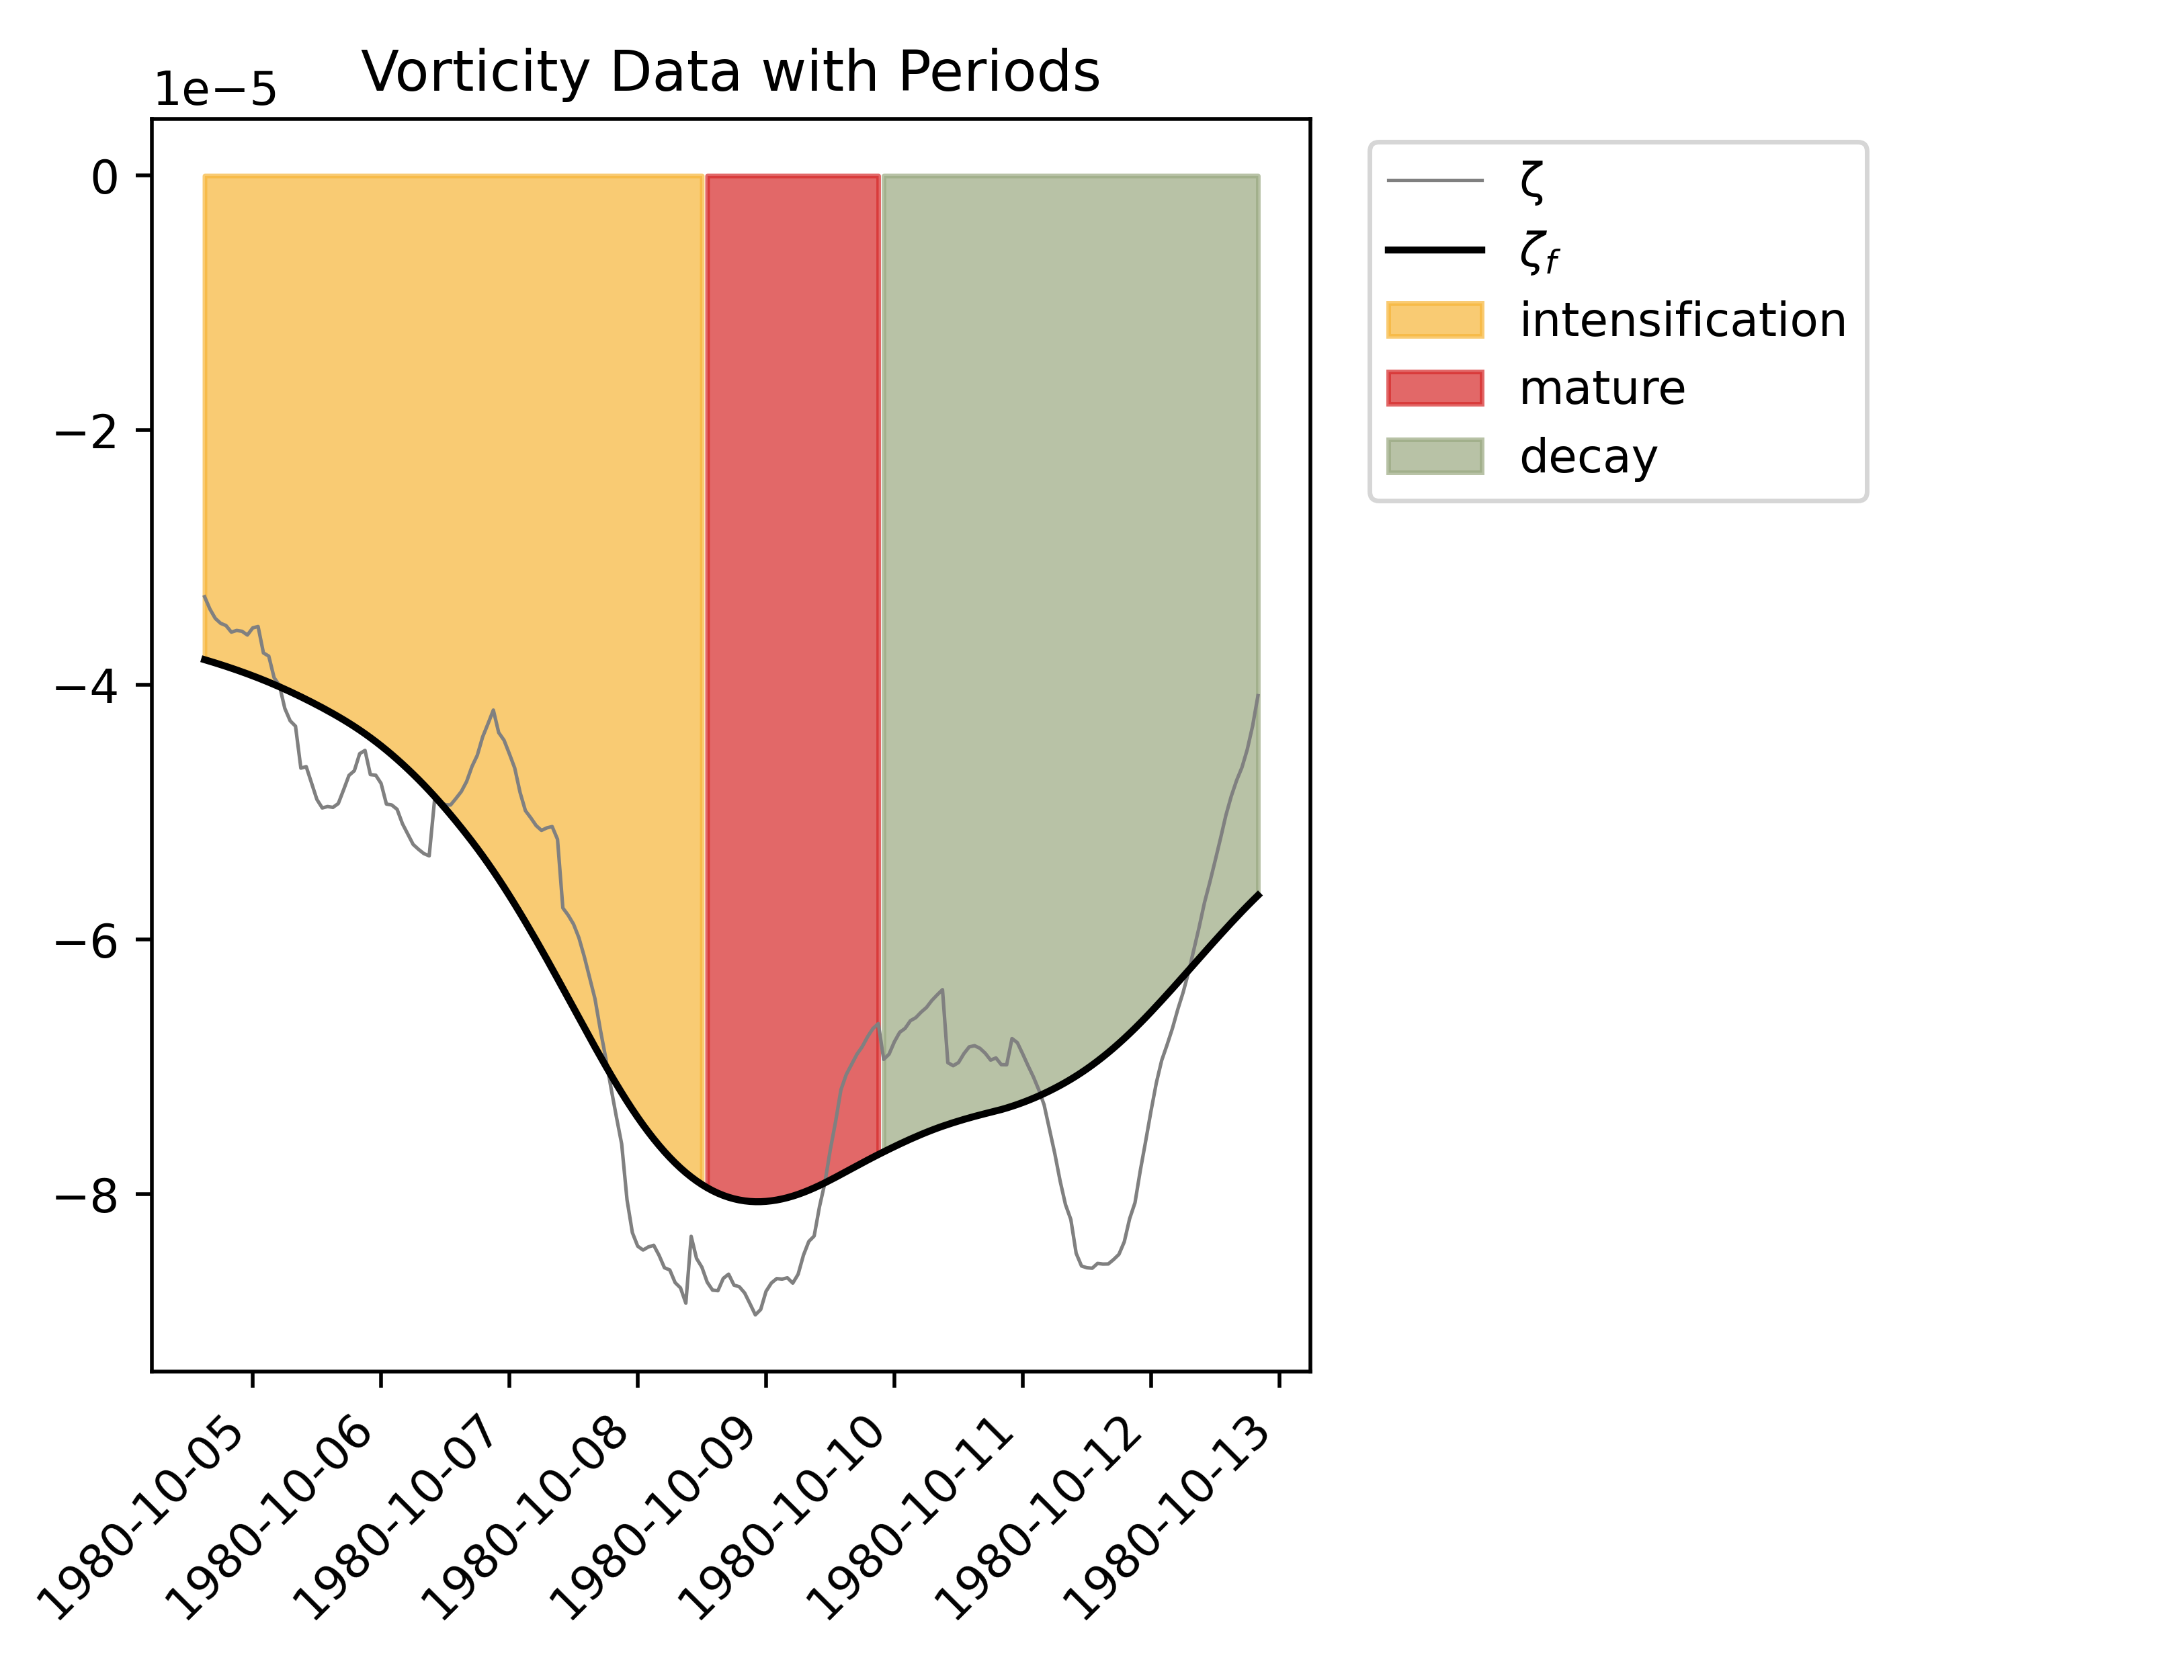 Vorticity Data with Periods
1e−5
0
−2
−4
−6
−8
1980-10-05
1980-10-06
1980-10-07
1980-10-08
1980-10-09
1980-10-10
1980-10-11
1980-10-12
1980-10-13
ζ
ζf
intensification
mature
decay